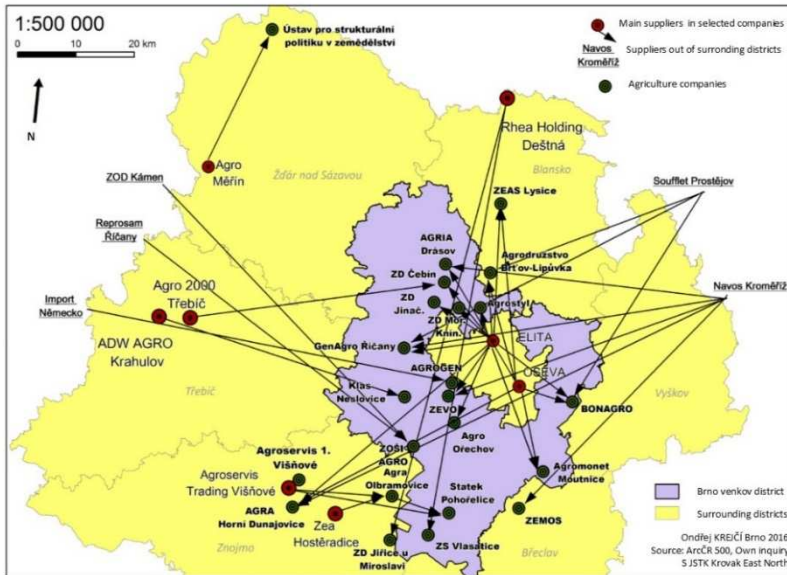 1:500 000
0 10 20
km
N
Main suppliers in selected companies
Navos
Kroměříž
Suppliers out of surronding districts
Agriculture companies
Ústav pro strukturální
politiku v zemědělství
Rhea Holding
Deštná
Agro
Měřín
ZOD Kámen
Žďár nad Sázavou
Blansko
ZEAS Lysice
Soufflet Prostějov
Reprosam
Říčany
AGRIA
Drásov
Agrodružstvo
Brťov-Lipůvka
ZD Čebín
Agro 2000
Třebíč
Import
Německo
ZD
Jinač.
Agrostyl
Navos Kroměříž
ZD Mor.
Knín.
ADW AGRO
Krahulov
GenAgro Říčany
ELITA
AGROGEN
OSEVA
Třebíč
Klas
Neslovice
ZEVO
BONAGRO
Vyškov
Agro
Ořechov
Agroservis 1.
Višňové
ZOŠI
AGRO
Agra
Olbramovice
Agroservis
Trading Višňové
Statek
Pohořelice
Agromonet
Moutnice
AGRA
Horní Dunajovice
Zea
Hostěradice
ZEMOS
Znojmo
ZD Jiřice u
Miroslavi
ZS Vlasatice
Břeclav
Brno venkov district
Surrounding districts
Ondřej KREJČÍ Brno 2016
Source: ArcČR 500, Own inquiry
S JSTK Krovak East North